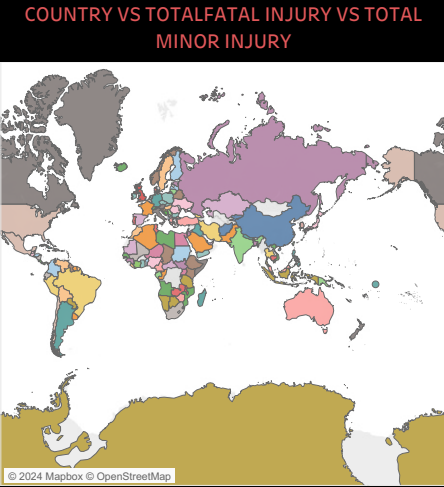 COUNTRY VS TOTALFATAL INJURY VS TOTAL
MINOR INJURY
© 2024 Mapbox © OpenStreetMap